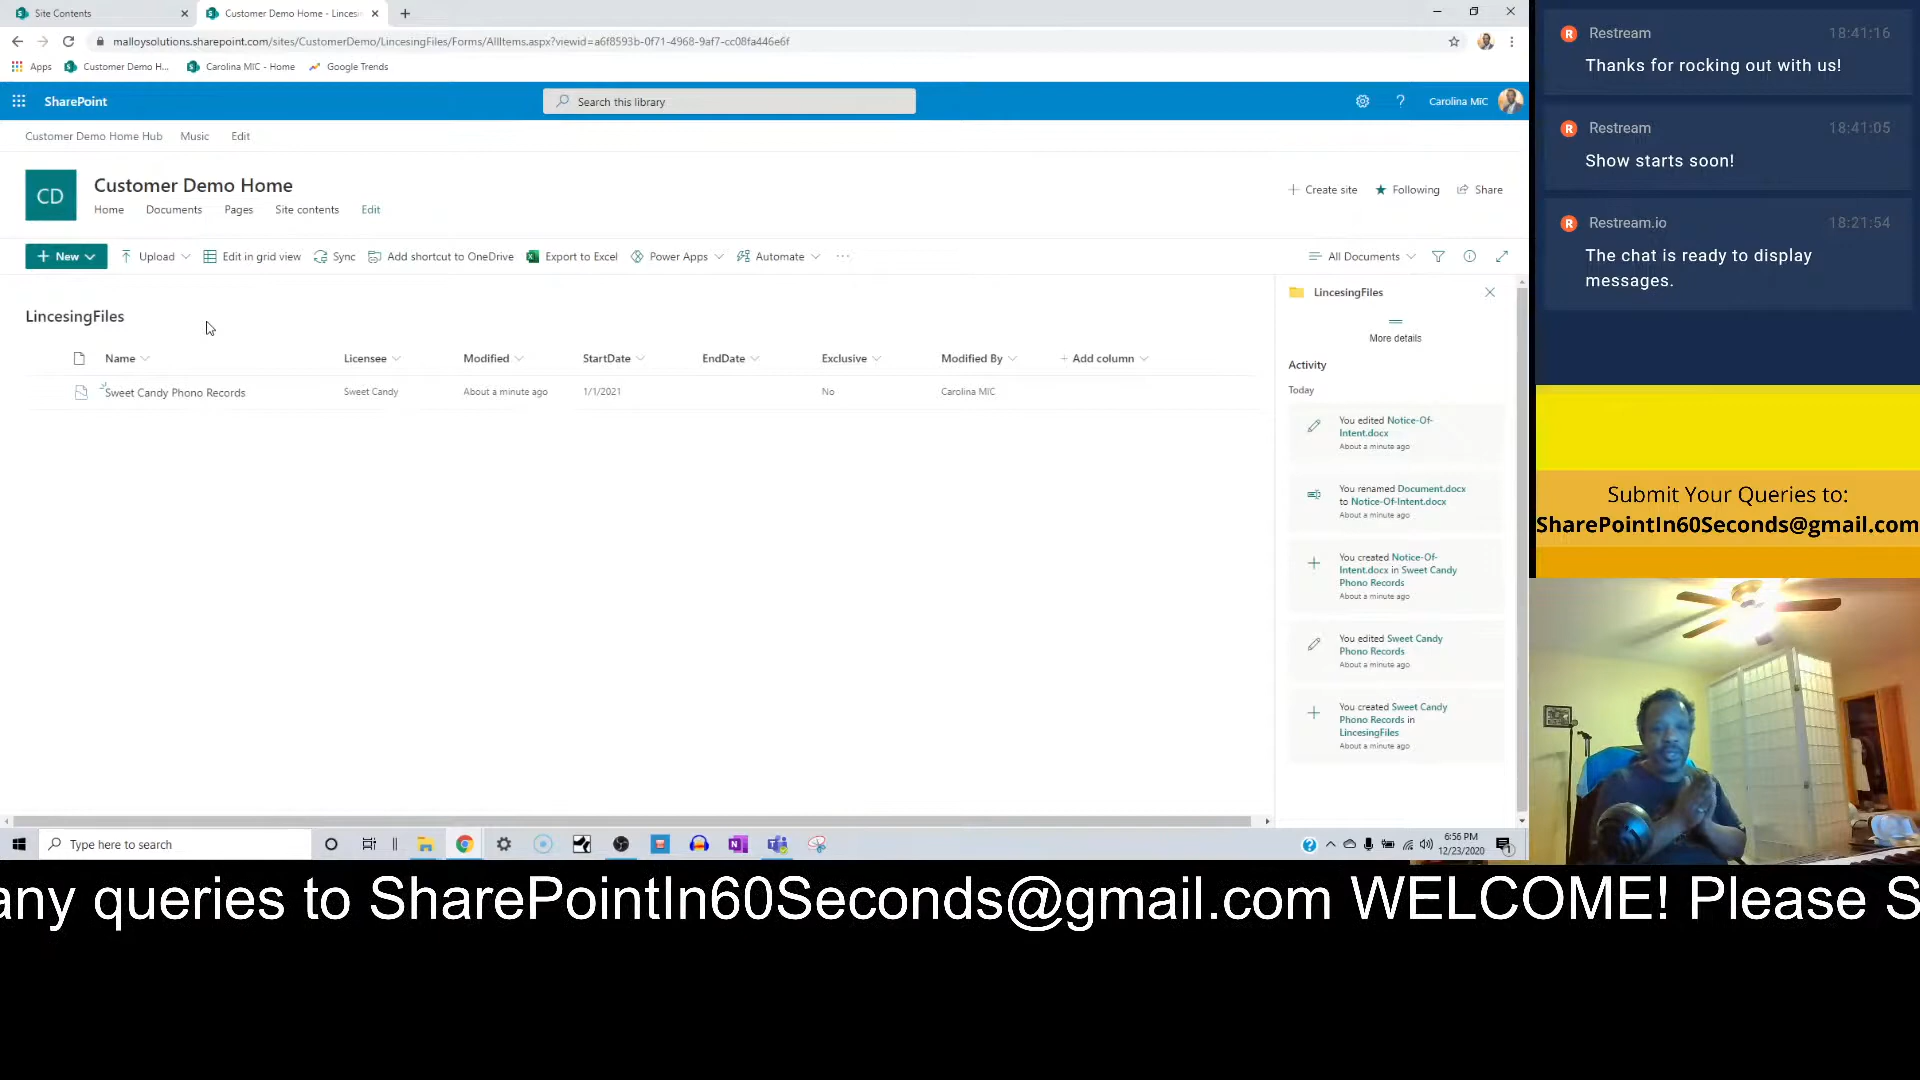 Site Contents
Customer Demo Home - Lincesin
malloysolutions.sharepoint.com/sites/CustomerDemo/LincesingFiles/Forms/AllItems.aspx?viewid=a6f8593b-0f71-4968-9af7-cc08fa446e6f
Apps
Customer Demo H...
Carolina MIC - Home
Google Trends
SharePoint
Search this library
Carolina MIC
Customer Demo Home Hub
Music
Edit
CD
Customer Demo Home
Home
Documents
Pages
Site contents
Edit
Create site
Following
Share
New
Upload
Edit in grid view
Sync
Add shortcut to OneDrive
Export to Excel
Power Apps
Automate
...
All Documents
LincesingFiles
Name
Licensee
Modified
StartDate
EndDate
Exclusive
Modified By
+ Add column
Sweet Candy Phono Records
Sweet Candy
About a minute ago
1/1/2021
No
Carolina MIC
LincesingFiles
More details
Activity
Today
You edited Notice-Of-
Intent.docx
About a minute ago
You renamed Document.docx
to Notice-Of-Intent.docx
About a minute ago
You created Notice-Of-
Intent.docx in Sweet Candy
Phono Records
About a minute ago
You edited Sweet Candy
Phono Records
About a minute ago
You created Sweet Candy
Phono Records in
LincesingFiles
About a minute ago
Type here to search
6:56 PM
12/23/2020
Restream
18:41:16
Thanks for rocking out with us!
Restream
18:41:05
Show starts soon!
Restream.io
18:21:54
The chat is ready to display
messages.
Submit Your Queries to:
SharePointIn60Seconds@gmail.com
any queries to SharePointIn60Seconds@gmail.com WELCOME! Please S